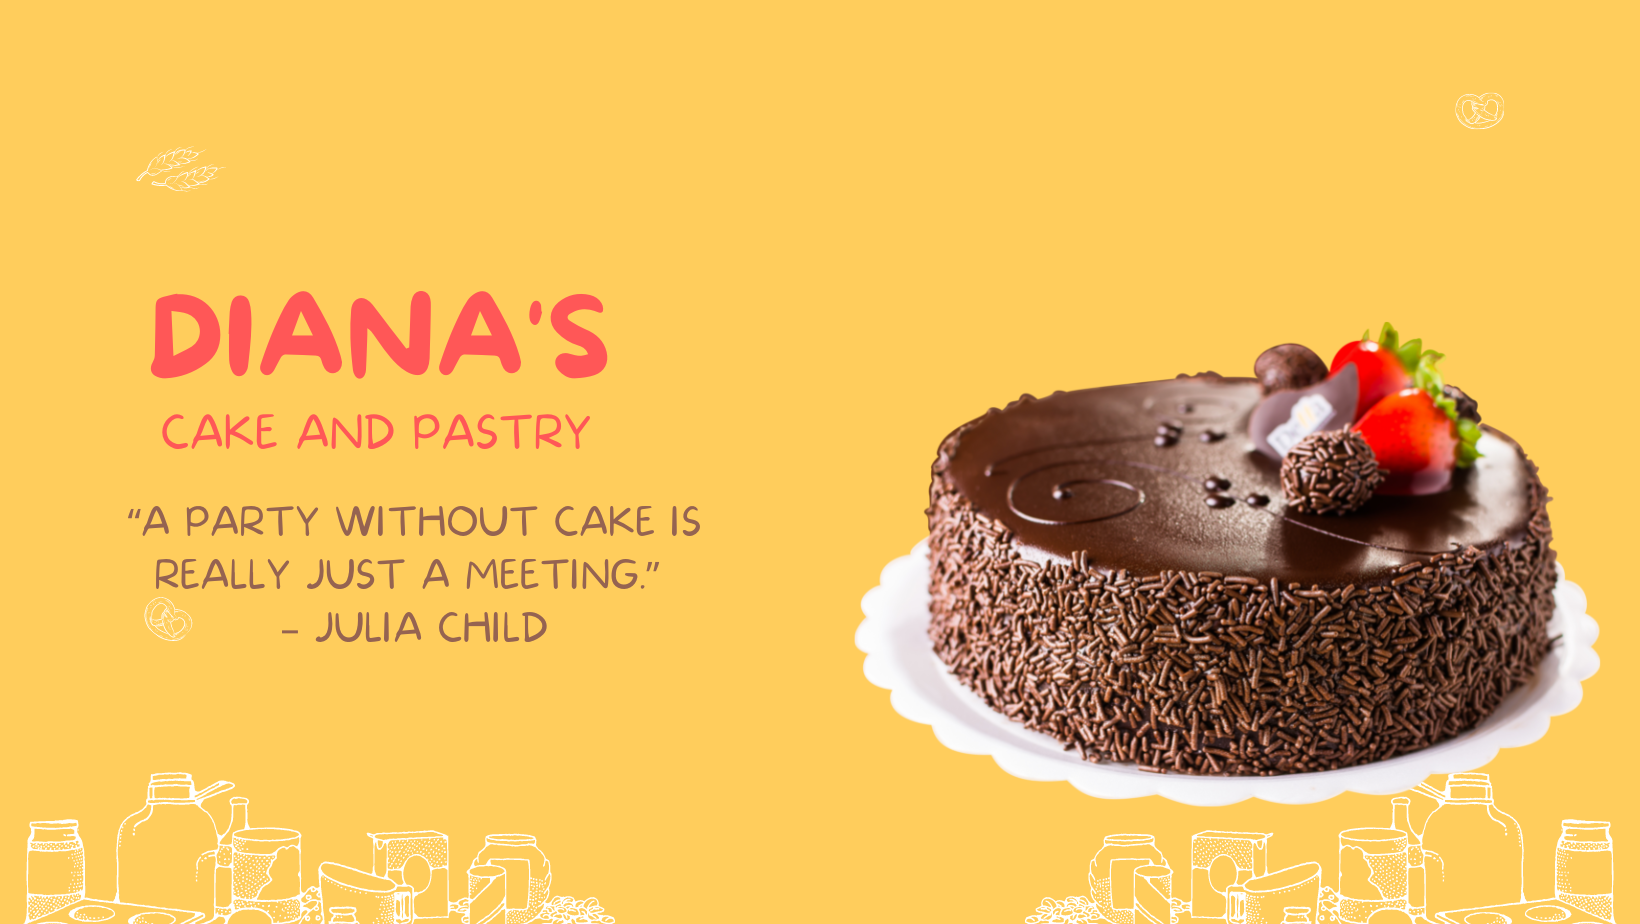 DIANA'S
CAKE AND PASTRY
“A PARTY WITHOUT CAKE IS
REALLY JUST A MEETING.”
- JULIA CHILD